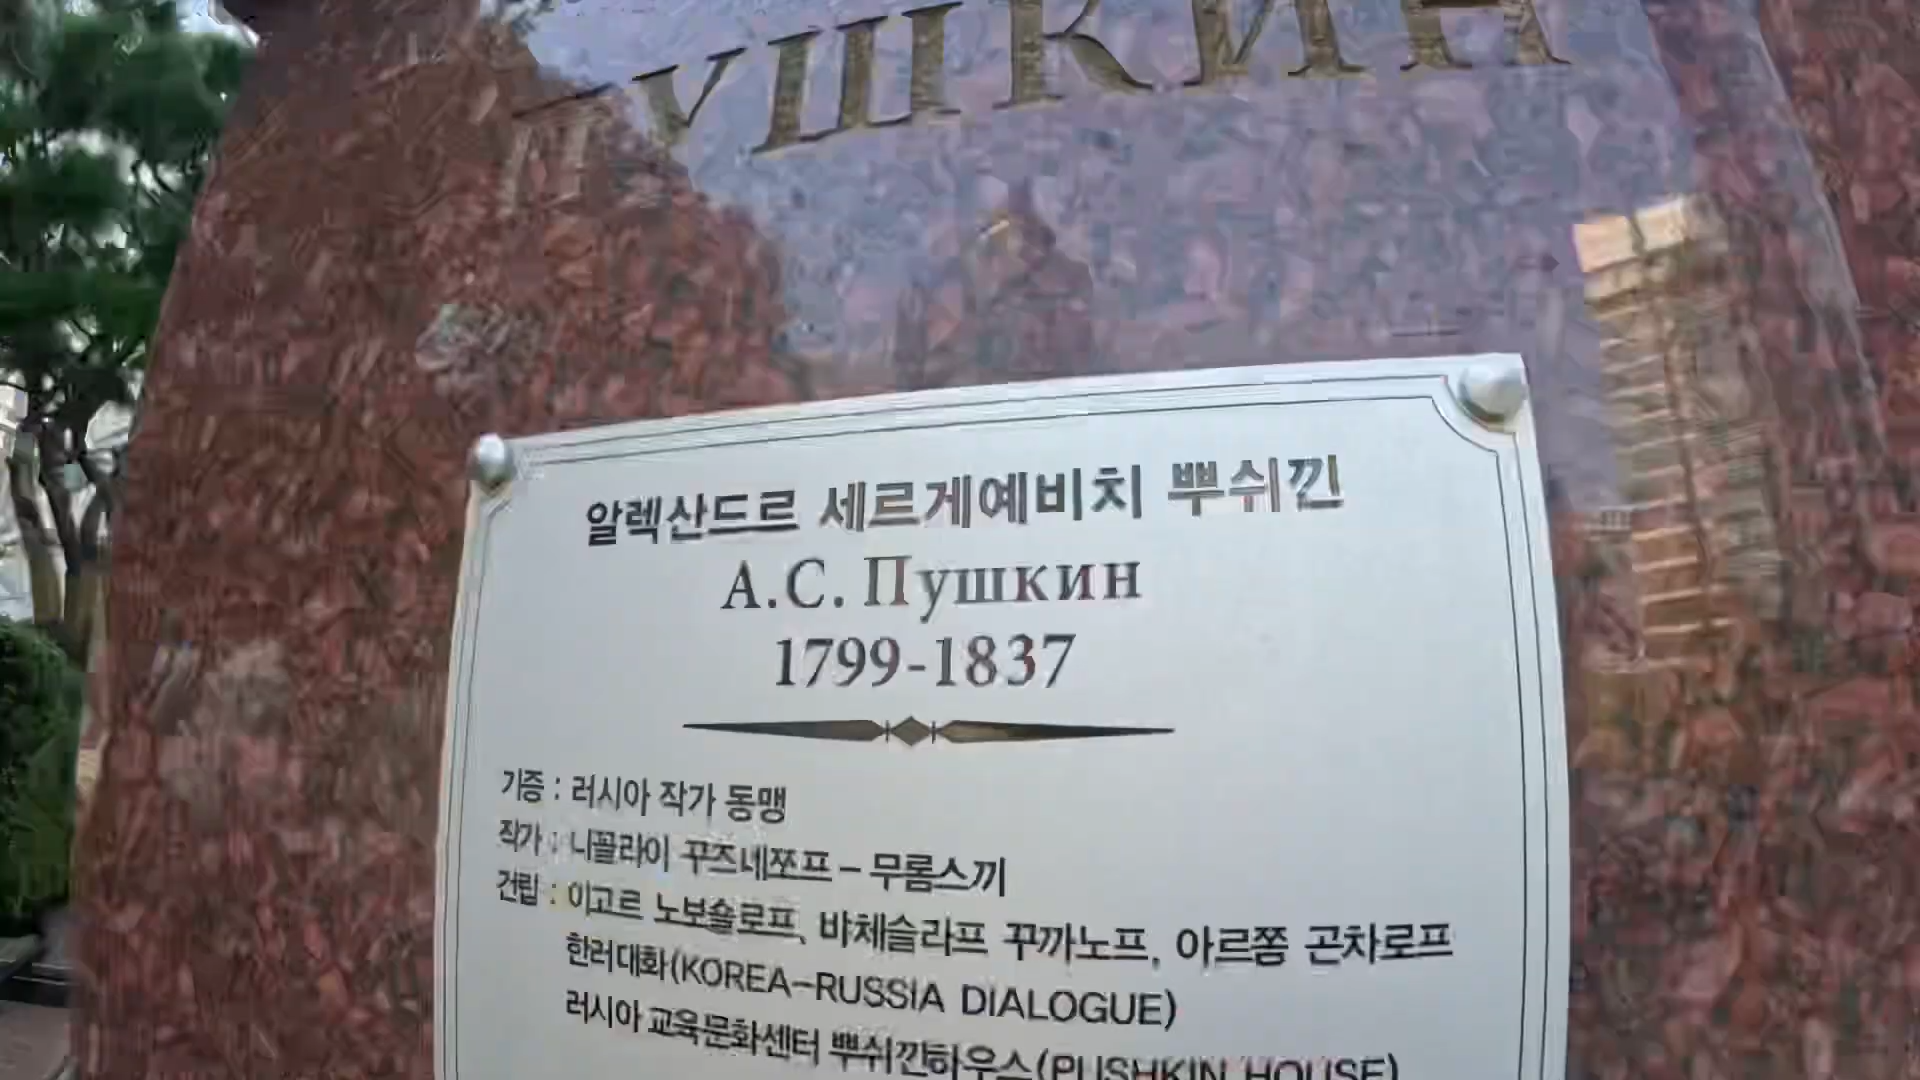 ПУШКИН
알렉산드르 세르게예비치 뿌쉬낀
А.С. Пушкин
1799-1837
기증 : 러시아 작가 동맹
작가 : 니꼴라이 꾸즈네쪼프 – 무롬스끼
건립 : 이고르 노보숄로프, 뱌체슬라프 꾸까노프, 아르쫌 곤차로프
한러대화(KOREA-RUSSIA DIALOGUE)
러시아 교육문화센터 뿌쉬낀하우스(PUSHKIN HOUSE)